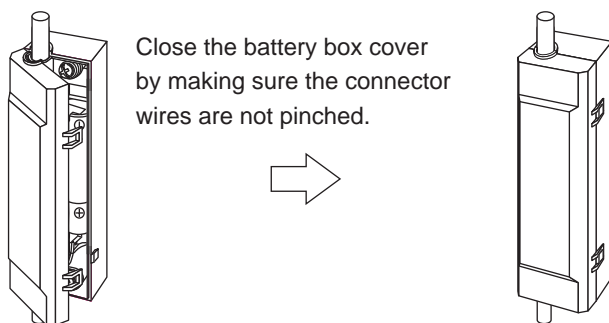 Close the battery box cover
by making sure the connector
wires are not pinched.